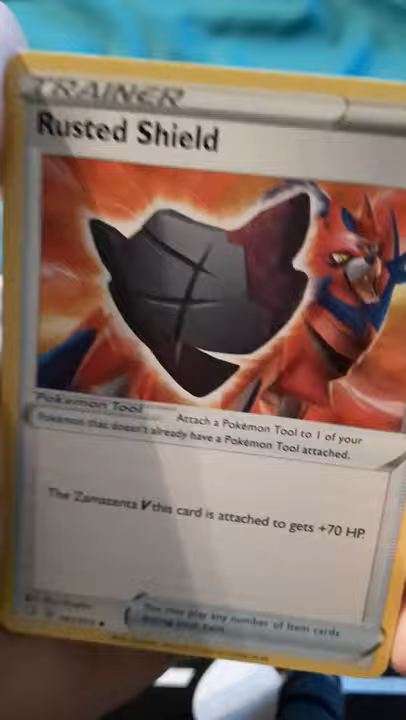 TRAINER
Rusted Shield
Pokémon Tool
Attach a Pokémon Tool to 1 of your
Pokémon that doesn't already have a Pokémon Tool attached.
The Zamazenta V this card is attached to gets +70 HP.
You may play any number of Item cards
during your turn.